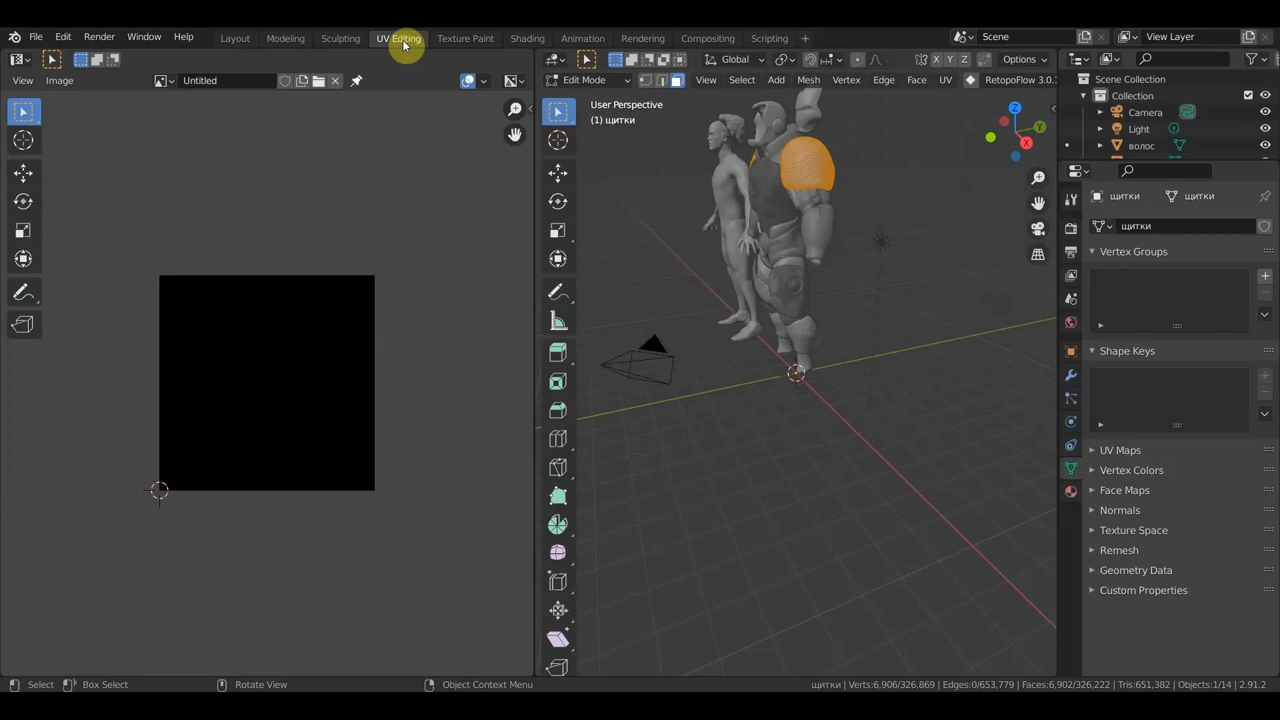 File Edit Render Window Help Layout Modeling Sculpting UV Editing Texture Paint Shading Animation Rendering Compositing Scripting + Scene View Layer
Global X Y Z Options
View Image Untitled Edit Mode View Select Add Mesh Vertex Edge Face UV RetopoFlow 3.0.
Scene Collection
Collection
Camera
Light
волос
User Perspective
(1) щитки
Z
Y
X
щитки щитки
щитки
Vertex Groups
Shape Keys
UV Maps
Vertex Colors
Face Maps
Normals
Texture Space
Remesh
Geometry Data
Custom Properties
Select Box Select Rotate View Object Context Menu щитки | Verts:6,906/326,869 | Edges:0/653,779 | Faces:6,902/326,222 | Tris:651,382 | Objects:1/14 | 2.91.2